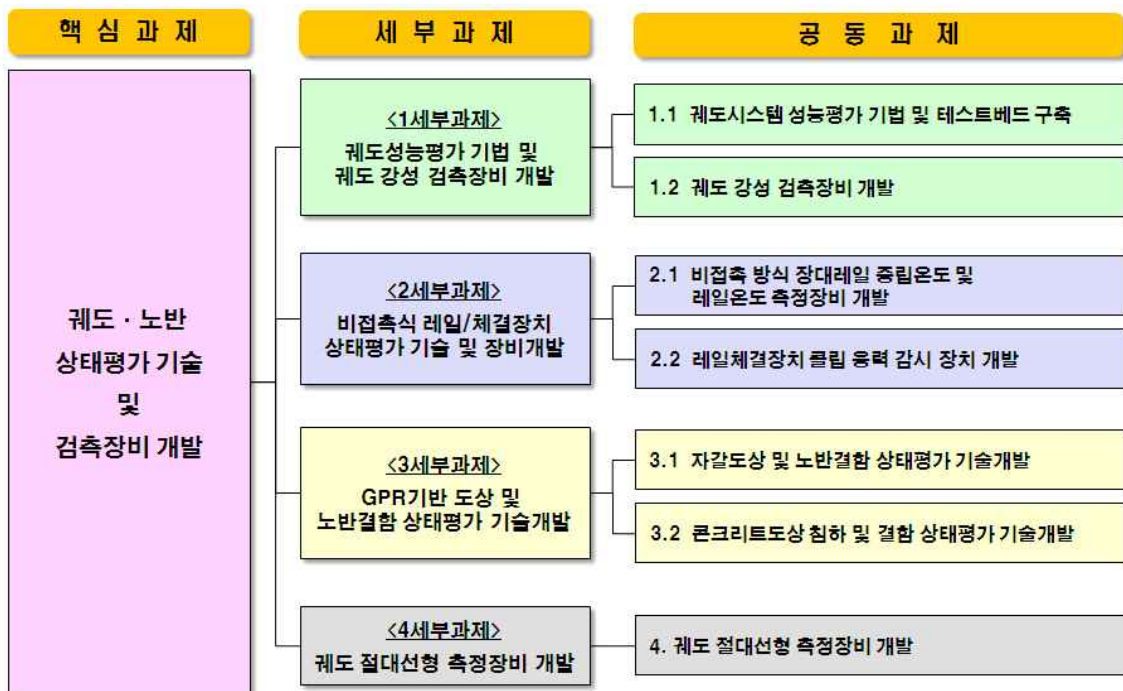 핵 심 과 제
세 부 과 제
공 동 과 제
궤도 · 노반
상태평가 기술
및
검측장비 개발
<1세부과제>
궤도성능평가 기법 및
궤도 강성 검측장비 개발
1.1 궤도시스템 성능평가 기법 및 테스트베드 구축
1.2 궤도 강성 검측장비 개발
<2세부과제>
비접촉식 레일/체결장치
상태평가 기술 및 장비개발
2.1 비접촉 방식 장대레일 중립온도 및
레일온도 측정장비 개발
2.2 레일체결장치 클립 응력 감시 장치 개발
<3세부과제>
GPR기반 도상 및
노반결함 상태평가 기술개발
3.1 자갈도상 및 노반결함 상태평가 기술개발
3.2 콘크리트도상 침하 및 결함 상태평가 기술개발
<4세부과제>
궤도 절대선형 측정장비 개발
4. 궤도 절대선형 측정장비 개발